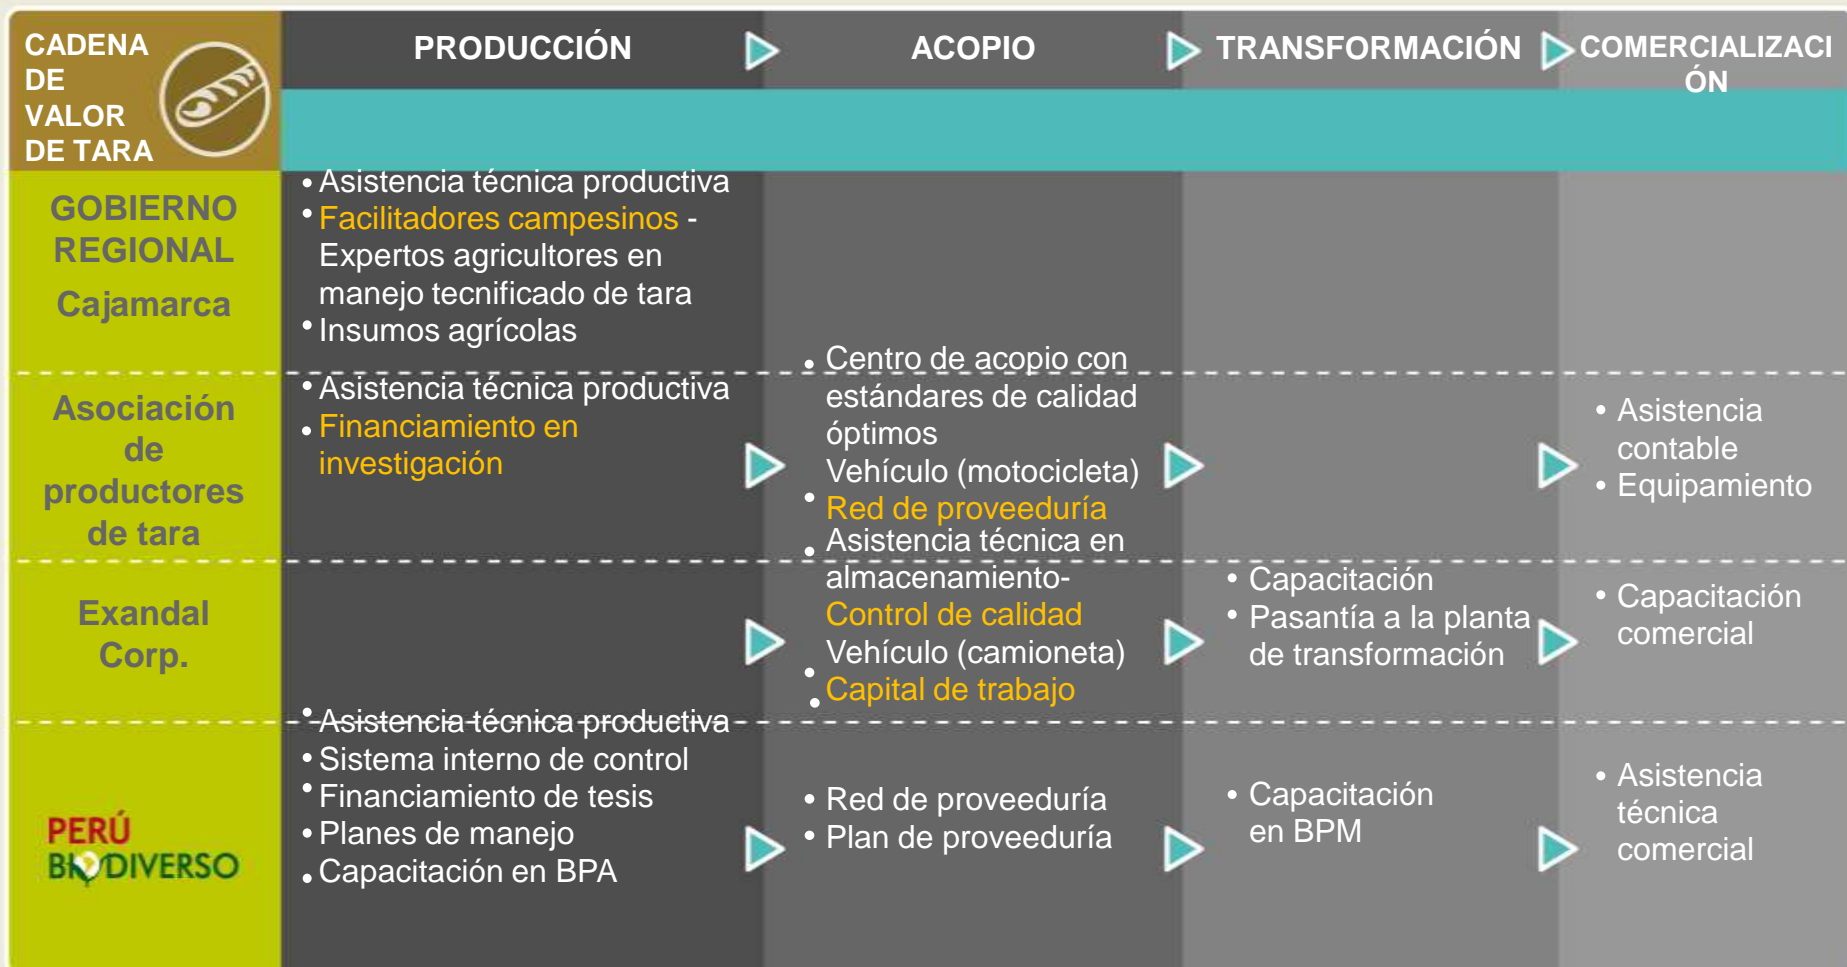 CADENA
DE
VALOR
DE TARA
PRODUCCIÓN
ACOPIO
TRANSFORMACIÓN
COMERCIALIZACI
ÓN
GOBIERNO
REGIONAL
Cajamarca
• Asistencia técnica productiva
• Facilitadores campesinos -
Expertos agricultores en
manejo tecnificado de tara
• Insumos agrícolas
Asociación
de
productores
de tara
• Asistencia técnica productiva
• Financiamiento en
investigación
• Centro de acopio con
estándares de calidad
óptimos
Vehículo (motocicleta)
• Red de proveeduría
• Asistencia técnica en
almacenamiento-
Control de calidad
Vehículo (camioneta)
• Capital de trabajo
• Asistencia
contable
• Equipamiento
Exandal
Corp.
• Capacitación
• Pasantía a la planta
de transformación
• Capacitación
comercial
PERÚ
BIODIVERSO
• Asistencia técnica productiva
• Sistema interno de control
• Financiamiento de tesis
• Planes de manejo
• Capacitación en BPA
• Red de proveeduría
• Plan de proveeduría
• Capacitación
en BPM
• Asistencia
técnica
comercial